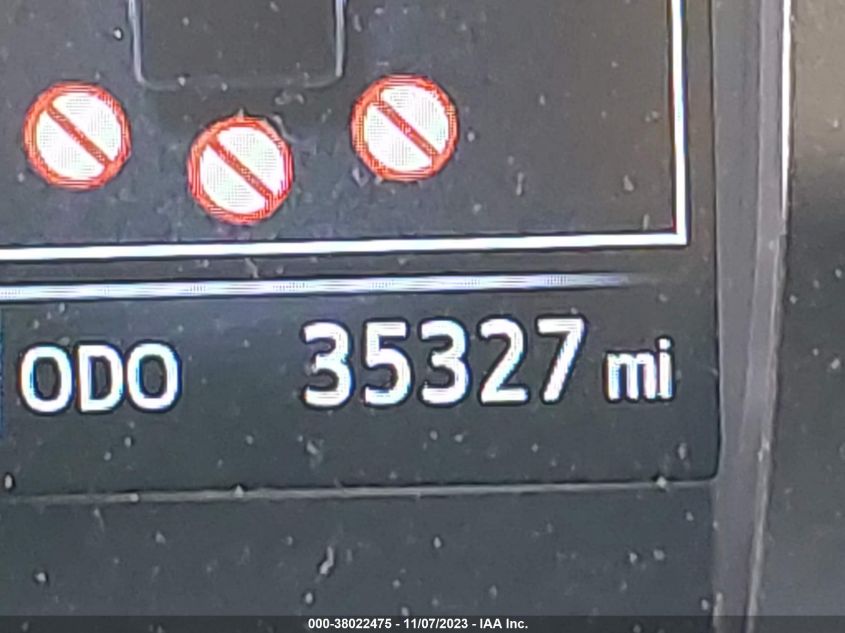 ODO 35327 mi
000-38022475 - 11/07/2023 - IAA Inc.